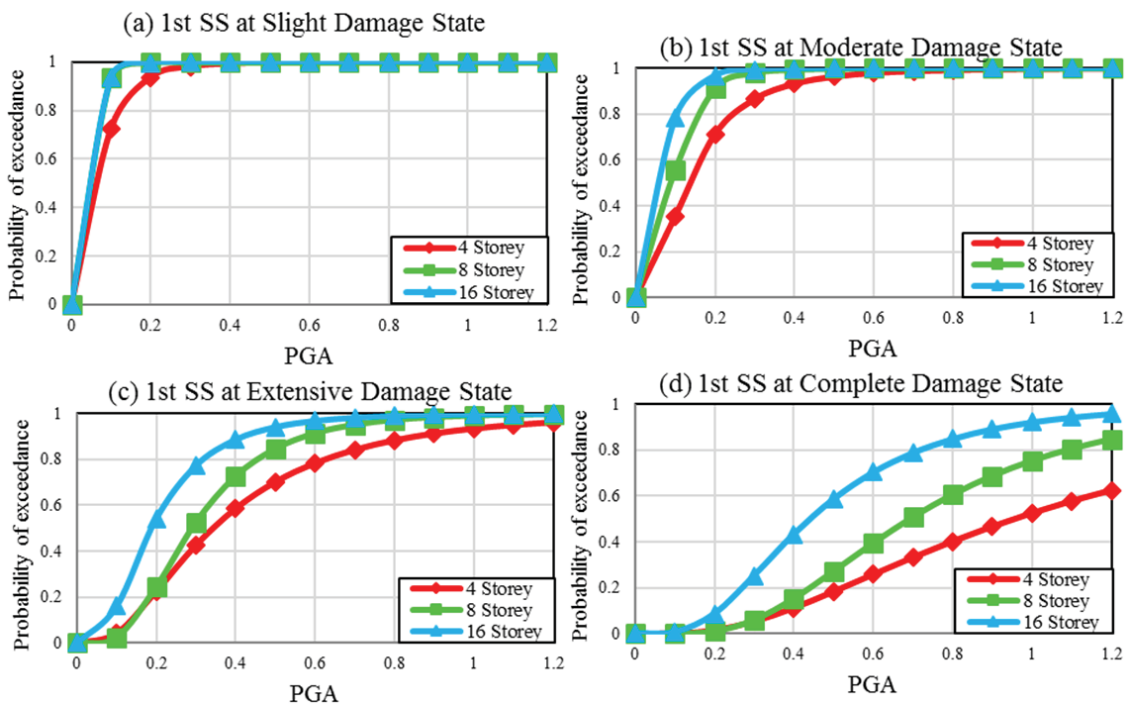 (a) 1st SS at Slight Damage State
Probability of exceedance
1
0.8
0.6
0.4
0.2
0
4 Storey
8 Storey
16 Storey
0 0.2 0.4 0.6 0.8 1 1.2
PGA
(b) 1st SS at Moderate Damage State
Probability of exceedance
1
0.8
0.6
0.4
0.2
0
4 Storey
8 Storey
16 Storey
0 0.2 0.4 0.6 0.8 1 1.2
PGA
(c) 1st SS at Extensive Damage State
Probability of exceedance
1
0.8
0.6
0.4
0.2
0
4 Storey
8 Storey
16 Storey
0 0.2 0.4 0.6 0.8 1 1.2
PGA
(d) 1st SS at Complete Damage State
Probability of exceedance
1
0.8
0.6
0.4
0.2
0
4 Storey
8 Storey
16 Storey
0 0.2 0.4 0.6 0.8 1 1.2
PGA